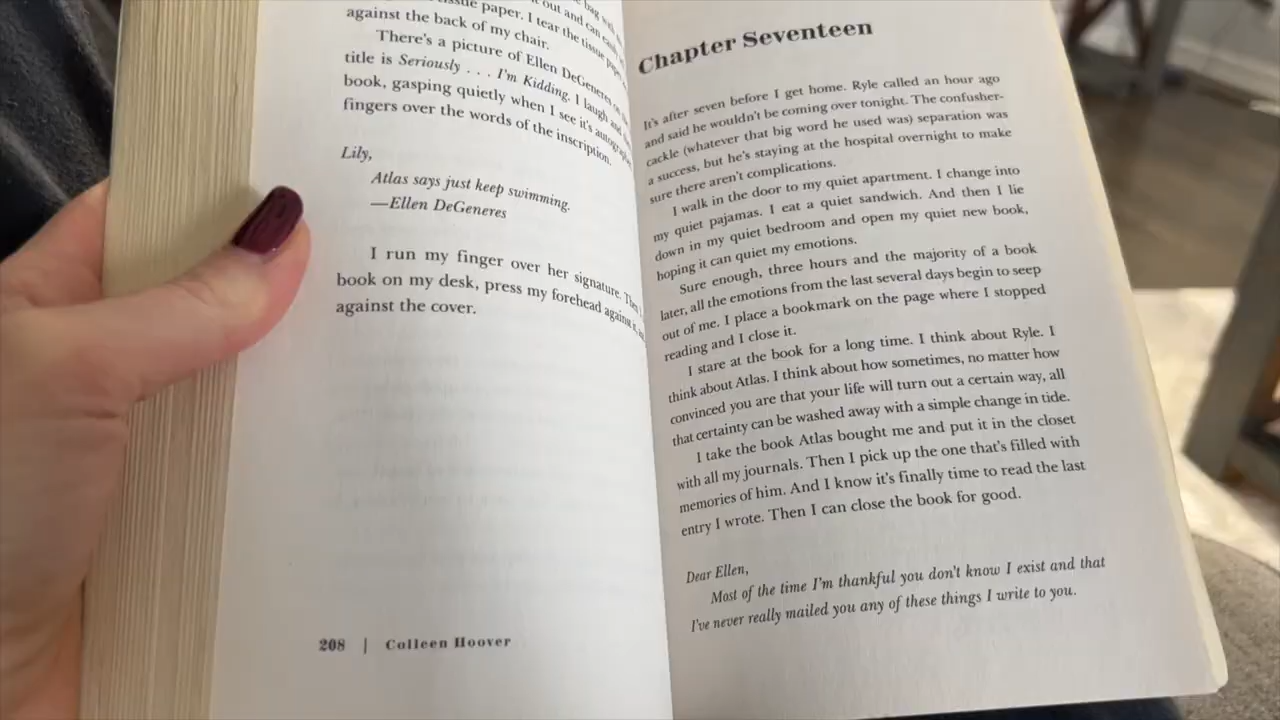 tissue paper. I tear the tissue paper
against the back of my chair.
There's a picture of Ellen DeGeneres on the
title is Seriously . . . I'm Kidding. I laugh and
book, gasping quietly when I see it's autographed
fingers over the words of the inscription.
Lily,
Atlas says just keep swimming.
—Ellen DeGeneres
I run my finger over her signature. Then
book on my desk, press my forehead against it,
against the cover.
208 | Colleen Hoover
Chapter Seventeen
It's after seven before I get home. Ryle called an hour ago
and said he wouldn't be coming over tonight. The confusher-
cackle (whatever that big word he used was) separation was
a success, but he's staying at the hospital overnight to make
sure there aren't complications.
I walk in the door to my quiet apartment. I change into
my quiet pajamas. I eat a quiet sandwich. And then I lie
down in my quiet bedroom and open my quiet new book,
hoping it can quiet my emotions.
Sure enough, three hours and the majority of a book
later, all the emotions from the last several days begin to seep
out of me. I place a bookmark on the page where I stopped
reading and I close it.
I stare at the book for a long time. I think about Ryle. I
think about Atlas. I think about how sometimes, no matter how
convinced you are that your life will turn out a certain way, all
that certainty can be washed away with a simple change in tide.
I take the book Atlas bought me and put it in the closet
with all my journals. Then I pick up the one that's filled with
memories of him. And I know it's finally time to read the last
entry I wrote. Then I can close the book for good.
Dear Ellen,
Most of the time I'm thankful you don't know I exist and that
I've never really mailed you any of these things I write to you.